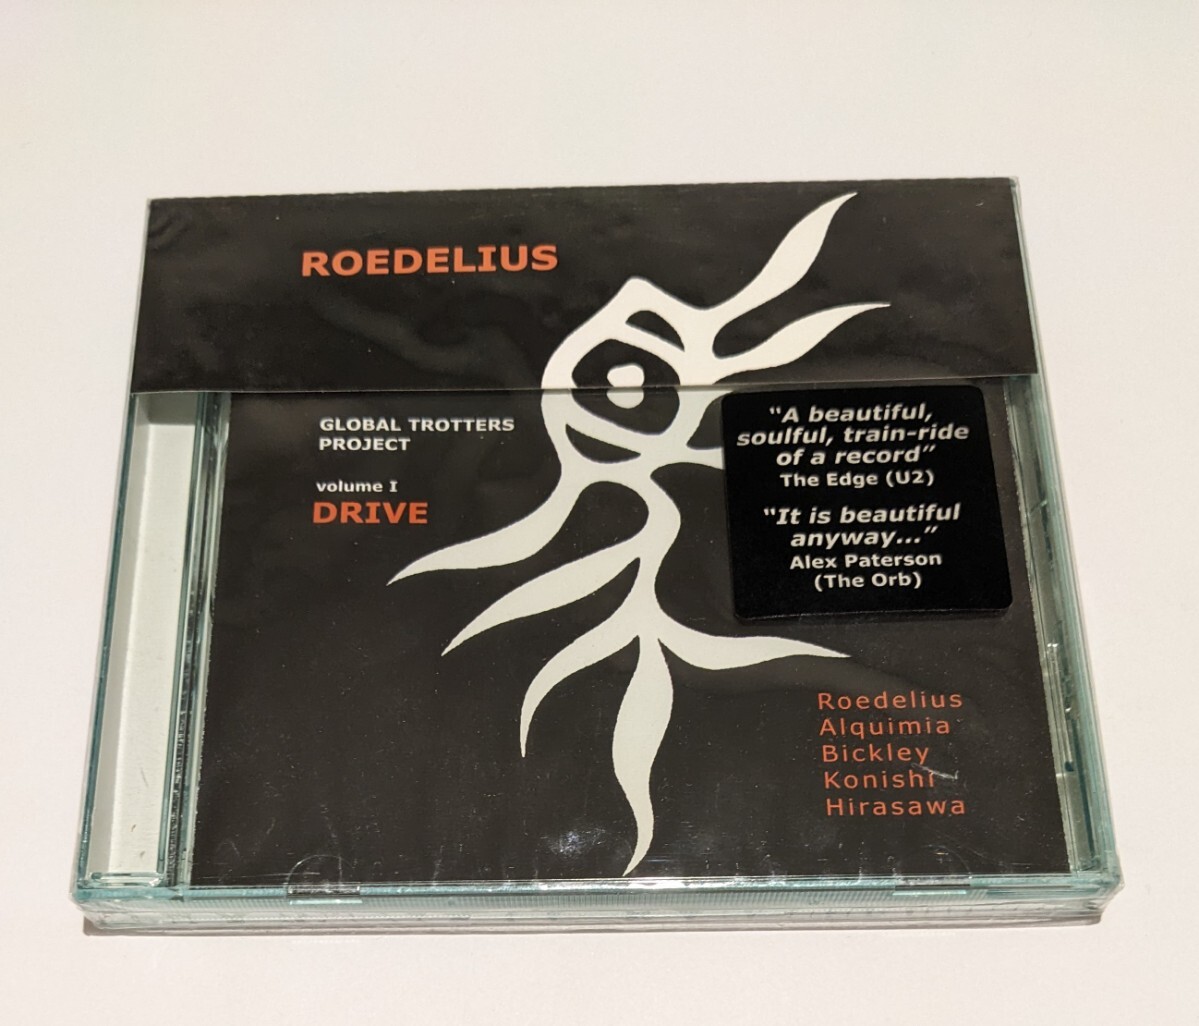 ROEDELIUS
GLOBAL TROTTERS
PROJECT
volume I
DRIVE
"A beautiful,
soulful, train-ride
of a record"
The Edge (U2)
"It is beautiful
anyway..."
Alex Paterson
(The Orb)
Roedelius
Alquimia
Bickley
Konishi
Hirasawa